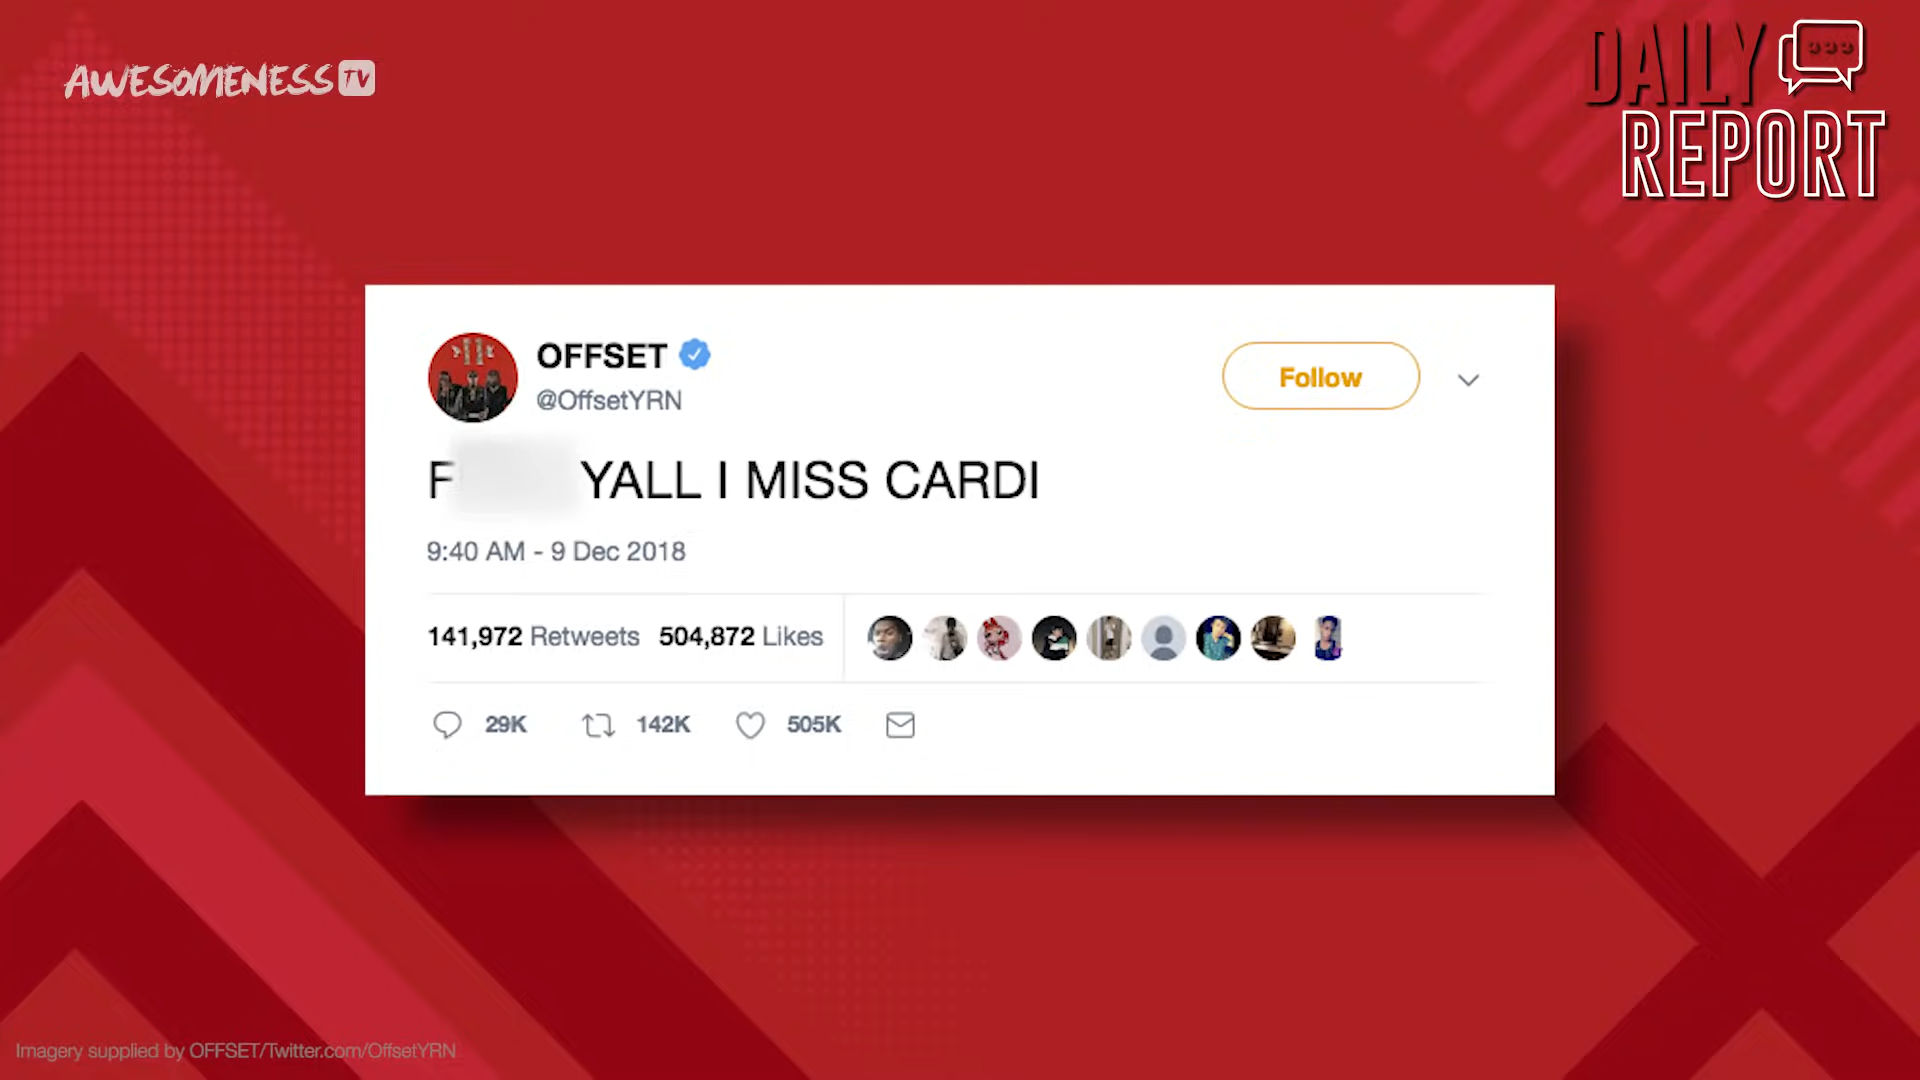 AWESOMENESS TV
DAILY
REPORT
OFFSET
@OffsetYRN
Follow
F YALL I MISS CARDI
9:40 AM - 9 Dec 2018
141,972 Retweets 504,872 Likes
29K 142K 505K
Imagery supplied by OFFSET/Twitter.com/OffsetYRN